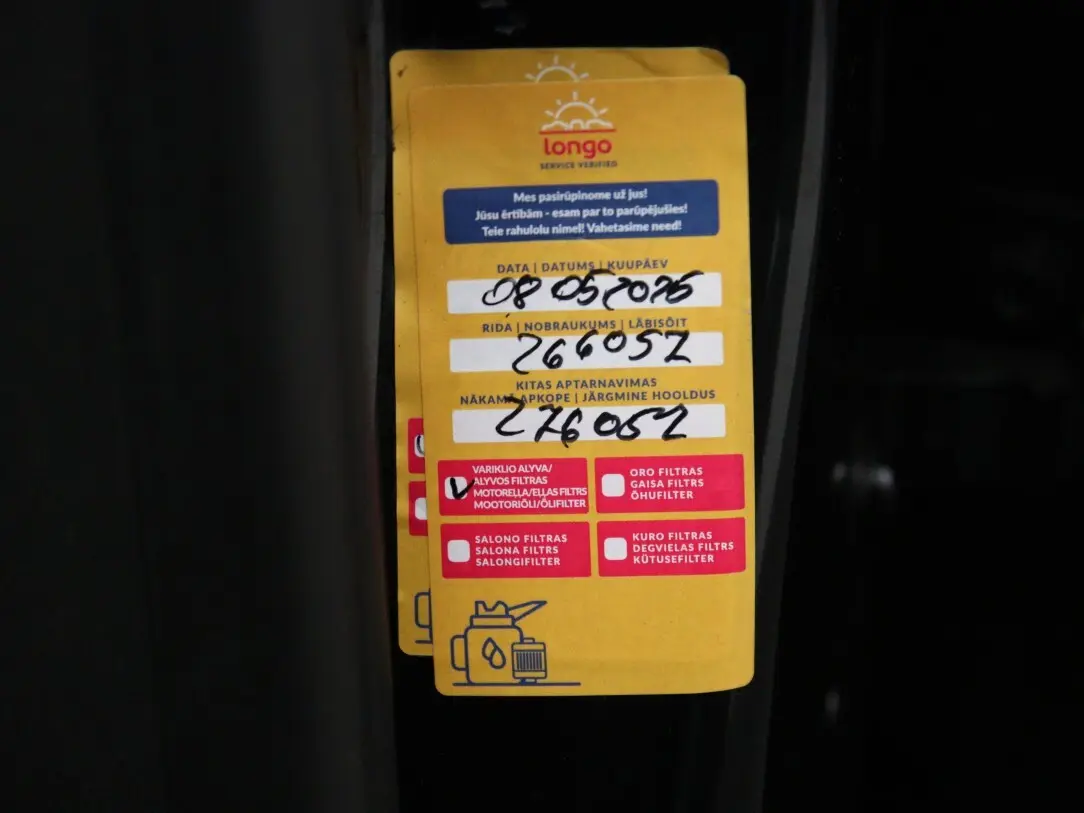 longo
SERVICE VERIFIED
Mes pasirūpinome už jus!
Jūsu ērtībām - esam par to parūpējušies!
Teie rahulolu nimel! Vahetasime need!
DATA | DATUMS | KUUPÄEV
08 05 2025
RIDA | NOBRAUKUMS | LÄBISÕIT
266052
KITAS APTARNAVIMAS
NĀKAMĀ APKOPE | JÄRGMINE HOOLDUS
276052
VARIKLIO ALYVA/
ALYVOS FILTRAS
MOTOREĻĻA/EĻĻAS FILTRS
MOOTORIÕLI/ÕLIFILTER
ORO FILTRAS
GAISA FILTRS
ÕHUFILTER
SALONO FILTRAS
SALONA FILTRS
SALONGIFILTER
KURO FILTRAS
DEGVIELAS FILTRS
KÜTUSEFILTER